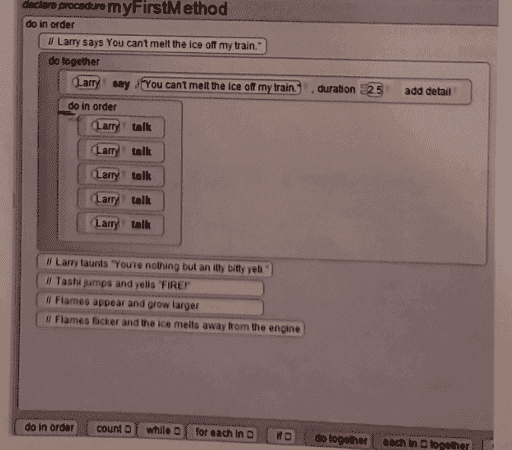 declare procedure myFirstMethod
do in order
// Larry says You can't melt the ice off my train."
do together
Larry say "You can't melt the ice off my train." , duration 2.5 add detail
do in order
Larry talk
Larry talk
Larry talk
Larry talk
Larry talk
// Larry taunts "You're nothing but an itty bitty yeti."
// Tashi jumps and yells "FIRE!"
// Flames appear and grow larger
// Flames flicker and the ice melts away from the engine
do in order count while for each in if do together each in together